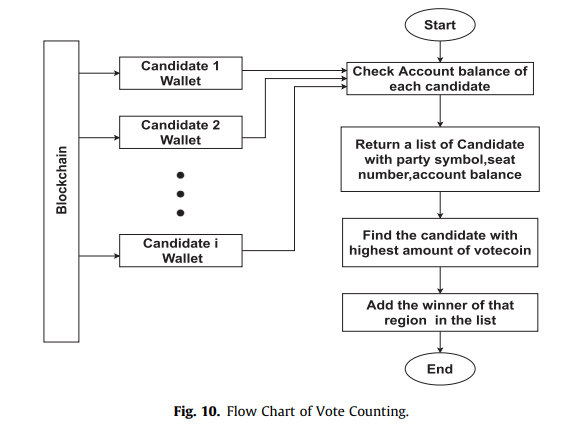 Start
Blockchain
Candidate 1
Wallet
Candidate 2
Wallet
Candidate i
Wallet
Check Account balance of
each candidate
Return a list of Candidate
with party symbol,seat
number,account balance
Find the candidate with
highest amount of votecoin
Add the winner of that
region in the list
End
Fig. 10. Flow Chart of Vote Counting.